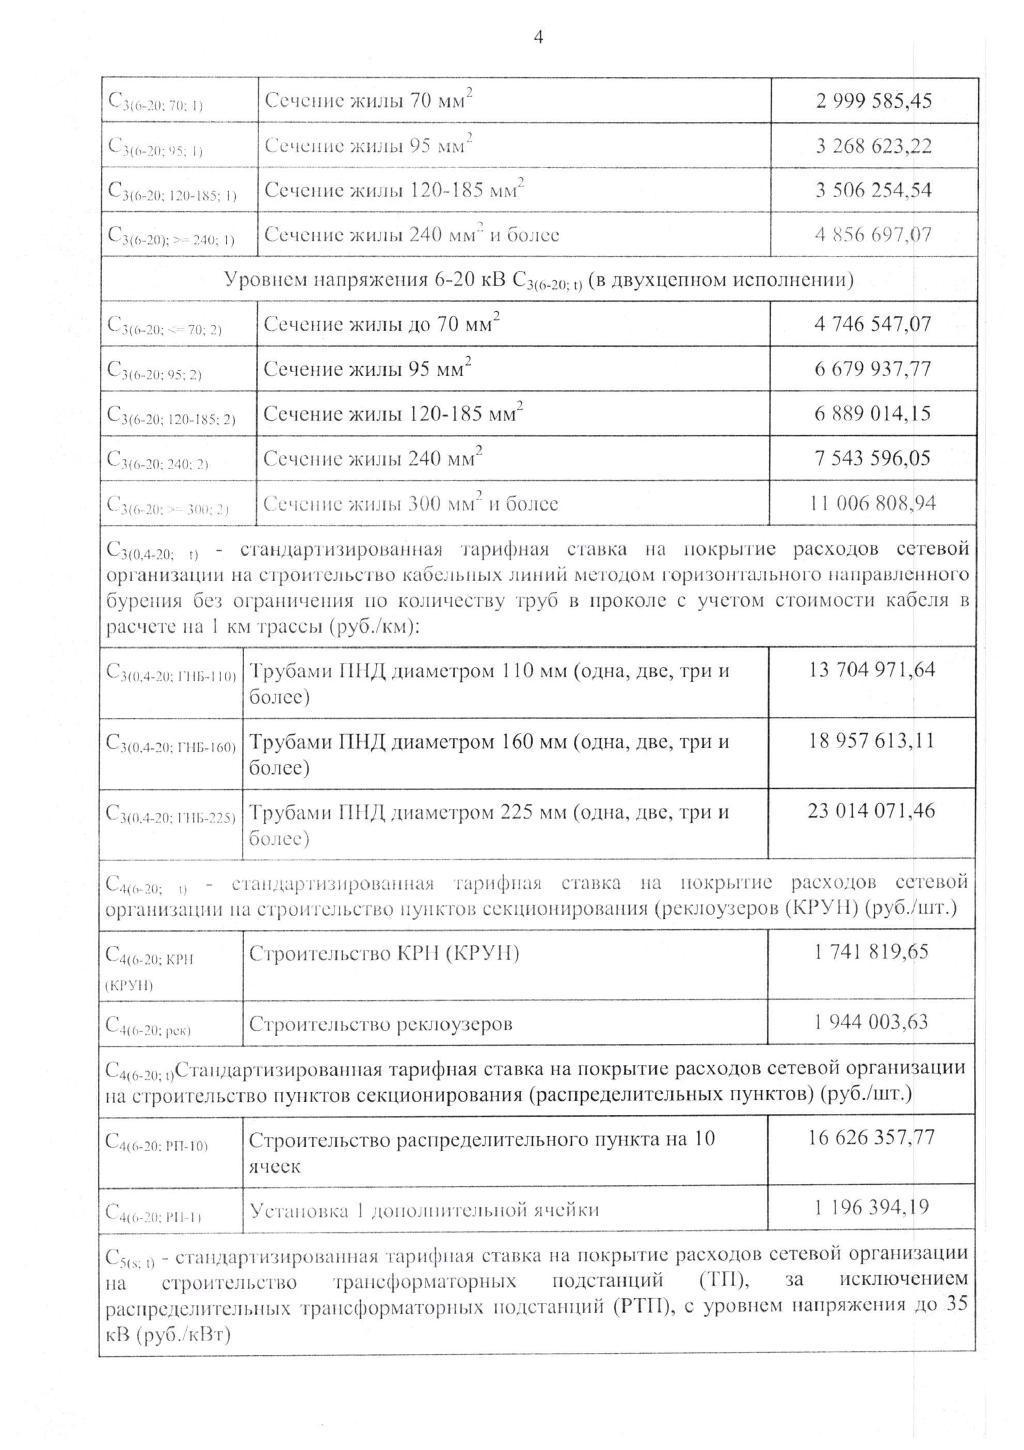 4
C3(6-20; 70; 1) Сечение жилы 70 мм2 2 999 585,45
C3(6-20; 95; 1) Сечение жилы 95 мм2 3 268 623,22
C3(6-20; 120-185; 1) Сечение жилы 120-185 мм2 3 506 254,54
C3(6-20); >= 240; 1) Сечение жилы 240 мм2 и более 4 856 697,07
Уровнем напряжения 6-20 кВ C3(6-20; t) (в двухцепном исполнении)
C3(6-20; <= 70; 2) Сечение жилы до 70 мм2 4 746 547,07
C3(6-20; 95; 2) Сечение жилы 95 мм2 6 679 937,77
C3(6-20; 120-185; 2) Сечение жилы 120-185 мм2 6 889 014,15
C3(6-20; 240; 2) Сечение жилы 240 мм2 7 543 596,05
C3(6-20; >= 300; 2) Сечение жилы 300 мм2 и более 11 006 808,94
C3(0,4-20; t) - стандартизированная тарифная ставка на покрытие расходов сетевой
организации на строительство кабельных линий методом горизонтального направленного
бурения без ограничения по количеству труб в проколе с учетом стоимости кабеля в
расчете на 1 км трассы (руб./км):
C3(0,4-20; ГНБ-110) Трубами ПНД диаметром 110 мм (одна, две, три и 13 704 971,64
более)
C3(0,4-20; ГНБ-160) Трубами ПНД диаметром 160 мм (одна, две, три и 18 957 613,11
более)
C3(0,4-20; ГНБ-225) Трубами ПНД диаметром 225 мм (одна, две, три и 23 014 071,46
более)
C4(6-20; t) - стандартизированная тарифная ставка на покрытие расходов сетевой
организации на строительство пунктов секционирования (реклоузеров (КРУН) (руб./шт.)
C4(6-20; КРН Строительство КРН (КРУН) 1 741 819,65
(КРУН)
C4(6-20; рек) Строительство реклоузеров 1 944 003,63
C4(6-20; t)Стандартизированная тарифная ставка на покрытие расходов сетевой организации
на строительство пунктов секционирования (распределительных пунктов) (руб./шт.)
C4(6-20; РП-10) Строительство распределительного пункта на 10 16 626 357,77
ячеек
C4(6-20; РП-1) Установка 1 дополнительной ячейки 1 196 394,19
C5(s; t) - стандартизированная тарифная ставка на покрытие расходов сетевой организации
на строительство трансформаторных подстанций (ТП), за исключением
распределительных трансформаторных подстанций (РТП), с уровнем напряжения до 35
кВ (руб./кВт)